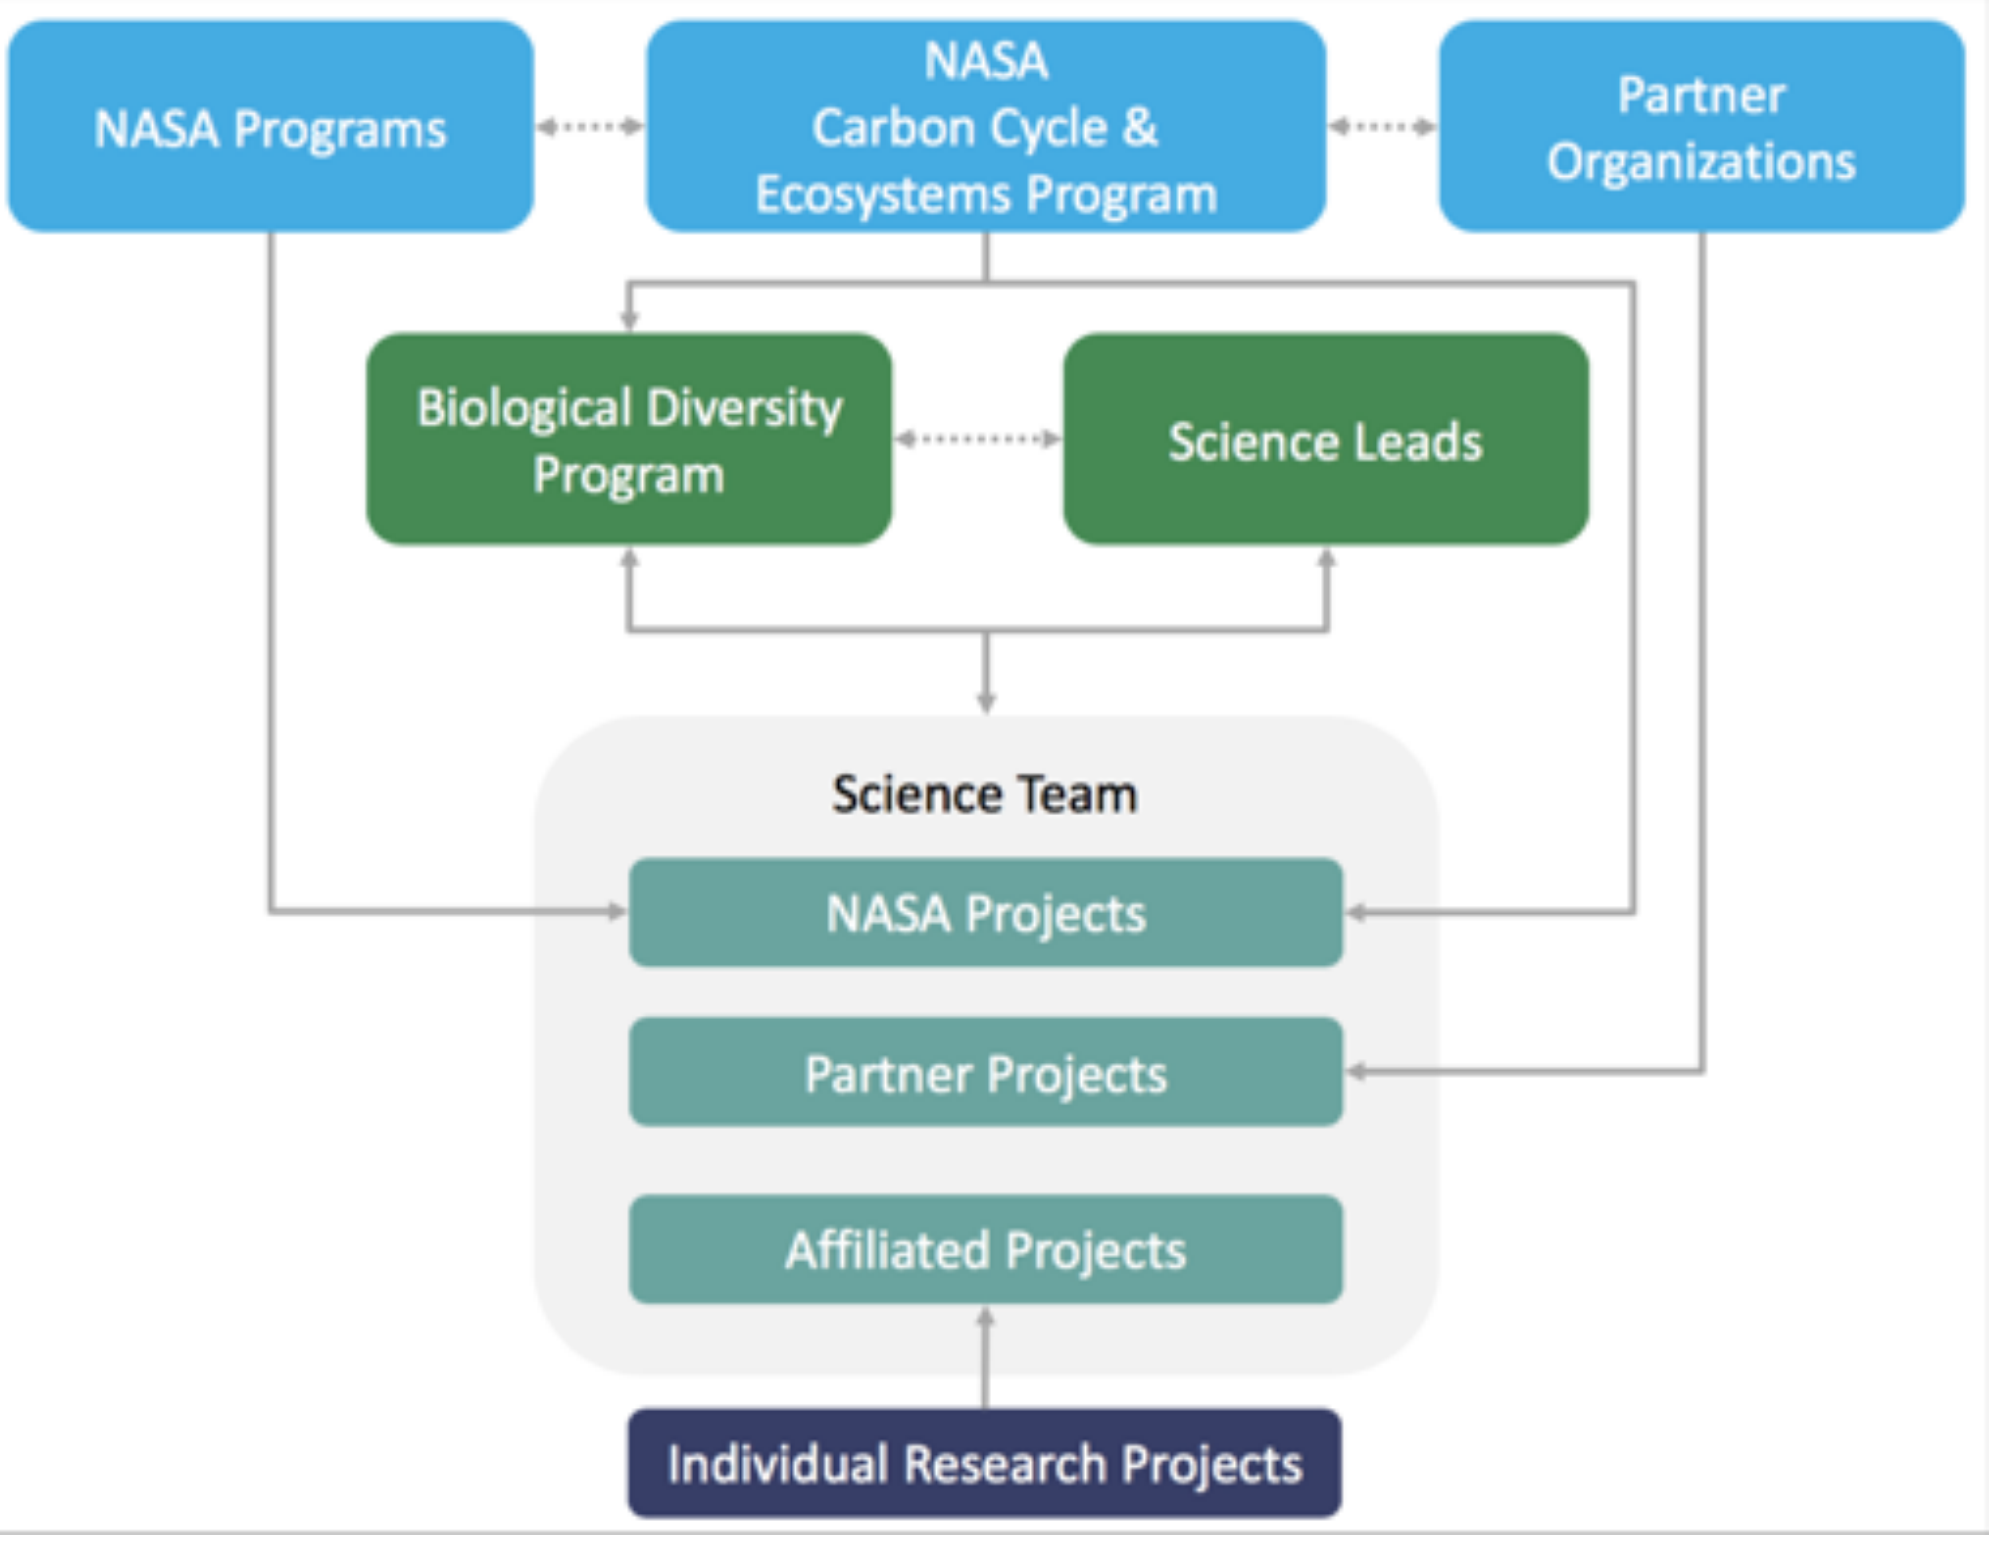 NASA Programs
NASA
Carbon Cycle &
Ecosystems Program
Partner
Organizations
Biological Diversity
Program
Science Leads
Science Team
NASA Projects
Partner Projects
Affiliated Projects
Individual Research Projects